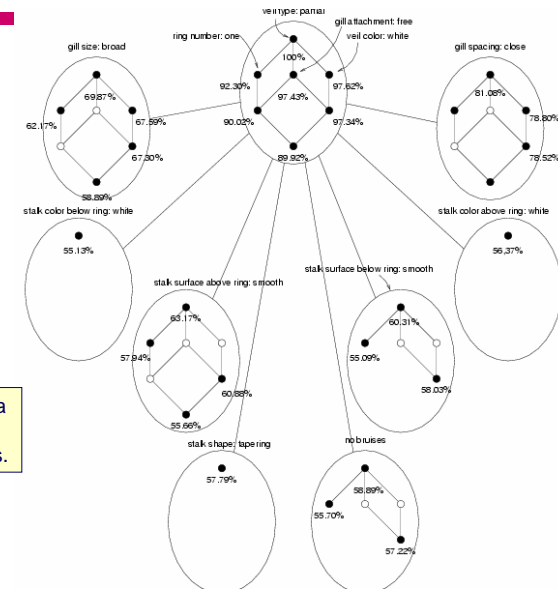 veil type: partial
gill attachment: free
ring number: one
veil color: white
gill size: broad
gill spacing: close
100%
92.30%
97.43%
97.62%
90.02%
97.34%
89.92%
69.87%
62.17%
67.59%
67.30%
58.89%
81.08%
78.80%
78.52%
stalk color below ring: white
stalk color above ring: white
55.13%
56.37%
stalk surface above ring: smooth
stalk surface below ring: smooth
63.17%
57.94%
60.88%
55.66%
60.31%
55.09%
58.03%
a
s.
stalk shape: tapering
no bruises
57.79%
58.89%
55.70%
57.22%